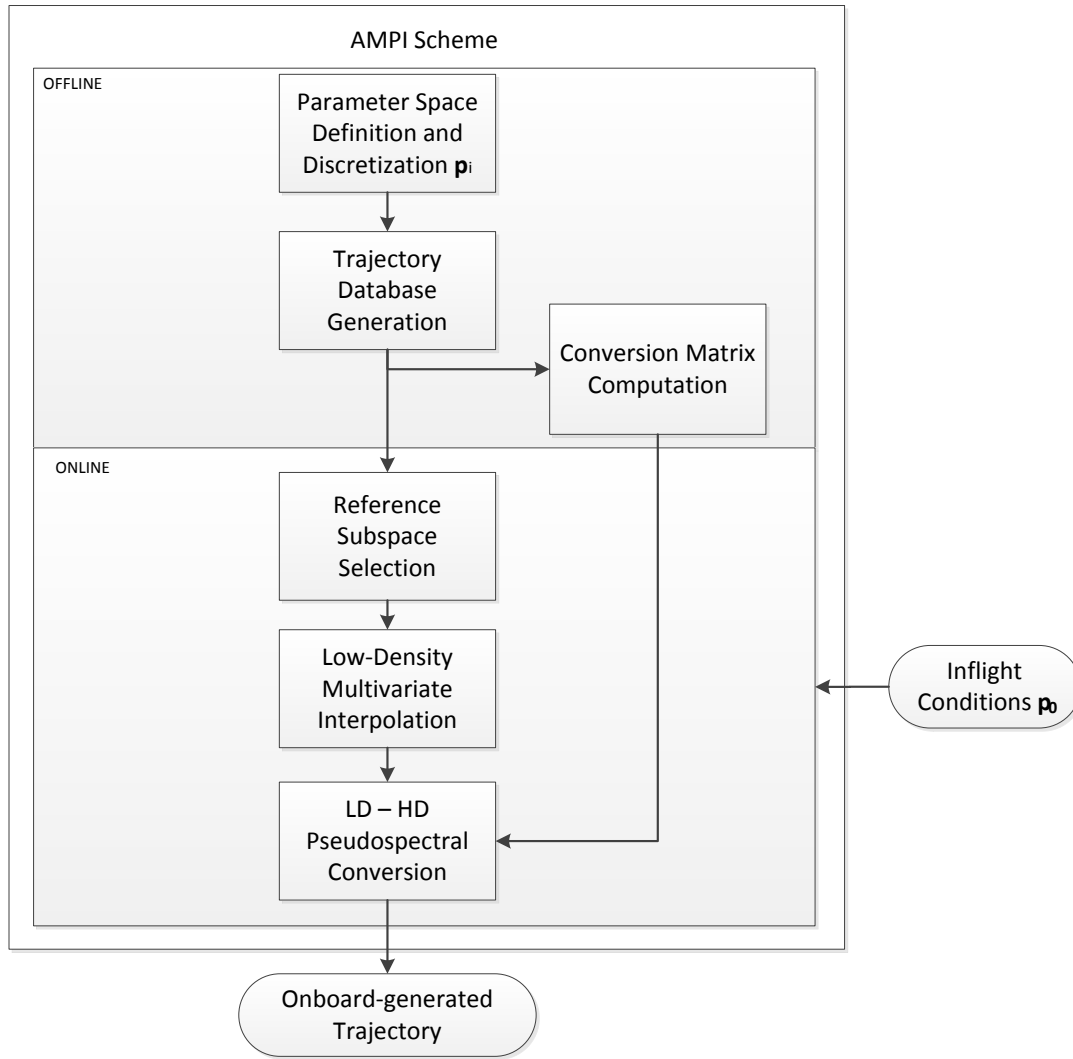 AMPI Scheme
OFFLINE
Parameter Space
Definition and
Discretization pi
Trajectory
Database
Generation
Conversion Matrix
Computation
ONLINE
Reference
Subspace
Selection
Low-Density
Multivariate
Interpolation
Inflight
Conditions p0
LD – HD
Pseudospectral
Conversion
Onboard-generated
Trajectory